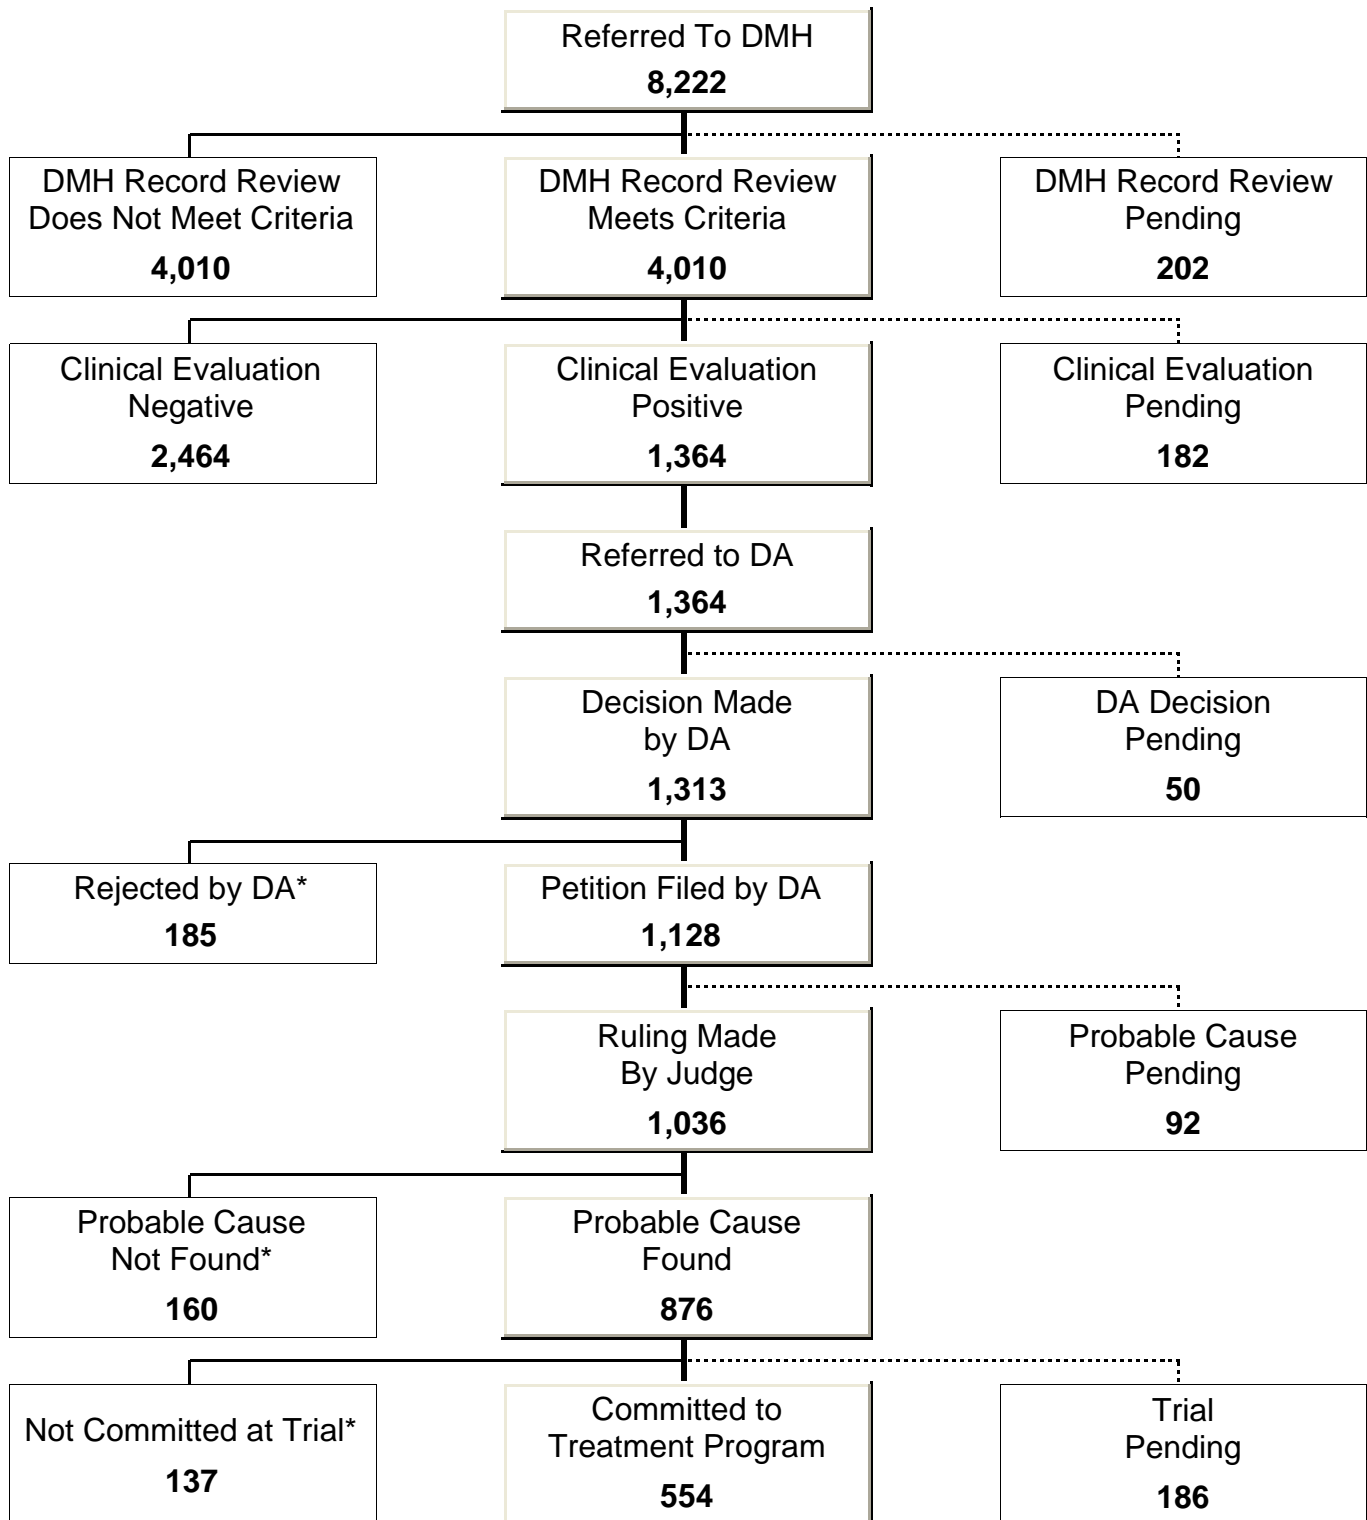 Referred To DMH
8,222
DMH Record Review
Does Not Meet Criteria
4,010
DMH Record Review
Meets Criteria
4,010
DMH Record Review
Pending
202
Clinical Evaluation
Negative
2,464
Clinical Evaluation
Positive
1,364
Clinical Evaluation
Pending
182
Referred to DA
1,364
Decision Made
by DA
1,313
DA Decision
Pending
50
Rejected by DA*
185
Petition Filed by DA
1,128
Ruling Made
By Judge
1,036
Probable Cause
Pending
92
Probable Cause
Not Found*
160
Probable Cause
Found
876
Not Committed at Trial*
137
Committed to
Treatment Program
554
Trial
Pending
186